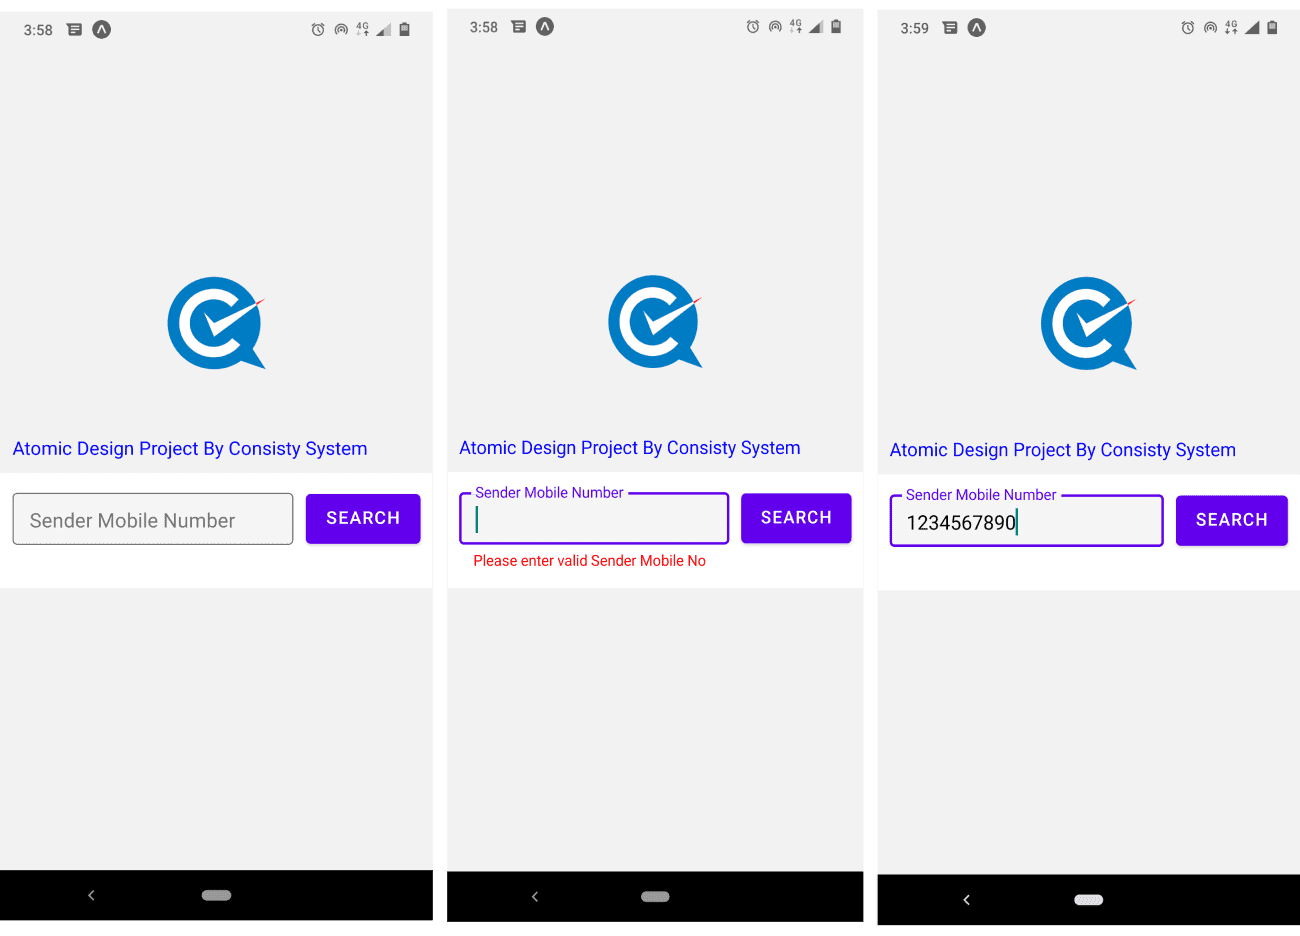 3:58
4G
Atomic Design Project By Consisty System
Sender Mobile Number
SEARCH
3:58
4G
Atomic Design Project By Consisty System
Sender Mobile Number
SEARCH
Please enter valid Sender Mobile No
3:59
4G
Atomic Design Project By Consisty System
Sender Mobile Number
1234567890
SEARCH